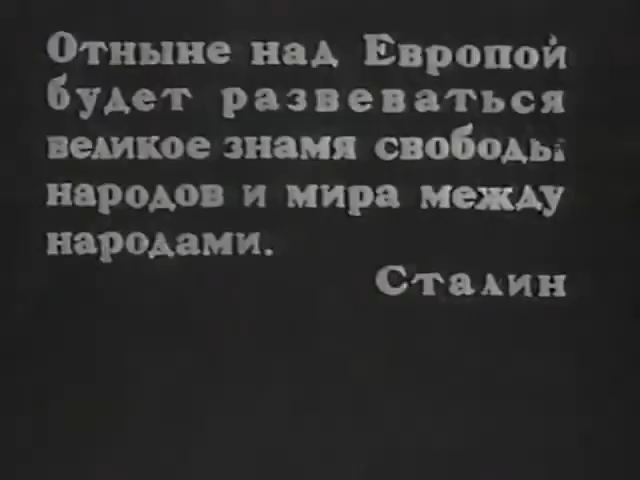 Отныне над Европой
будет развеваться
великое знамя свободы
народов и мира между
народами.
Сталин